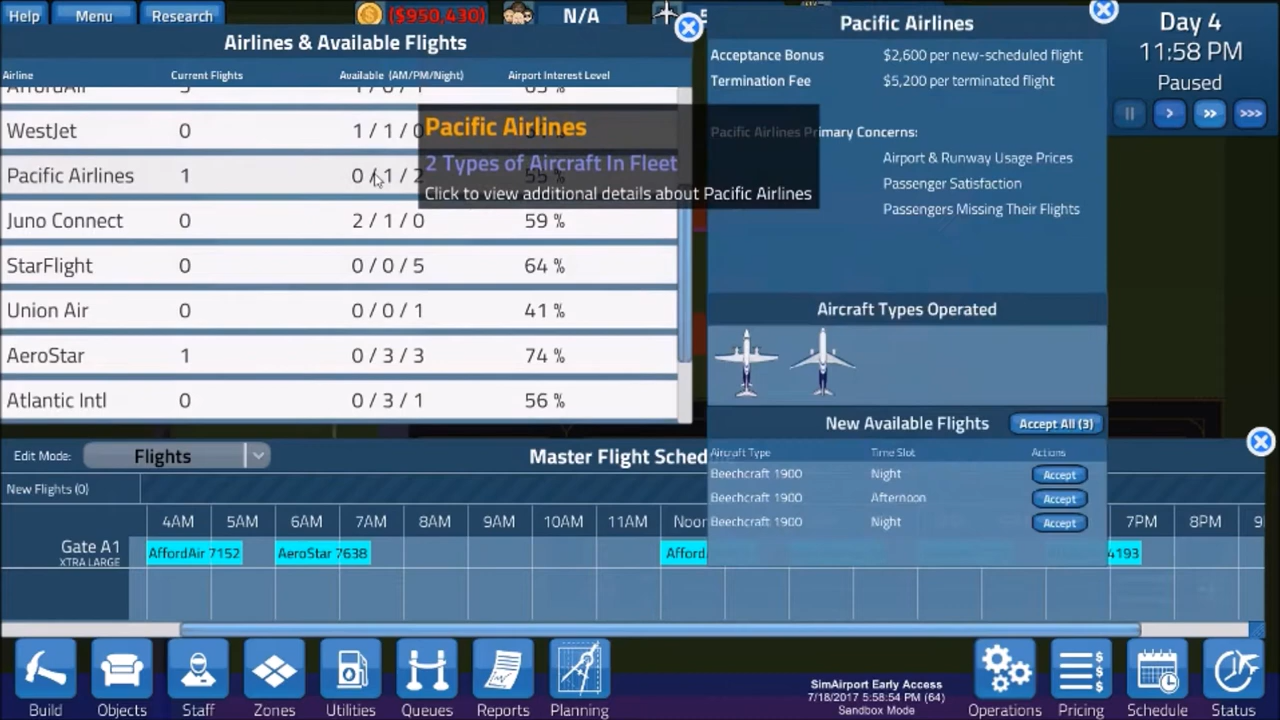 Help
Menu
Research
($950,430)
N/A
Airlines & Available Flights
Airline Current Flights Available (AM/PM/Night) Airport Interest Level
AffordAir
WestJet 0 1 / 1 / 0
Pacific Airlines 1 0 / 1 / 2 55 %
Juno Connect 0 2 / 1 / 0 59 %
StarFlight 0 0 / 0 / 5 64 %
Union Air 0 0 / 0 / 1 41 %
AeroStar 1 0 / 3 / 3 74 %
Atlantic Intl 0 0 / 3 / 1 56 %
Pacific Airlines
2 Types of Aircraft In Fleet
Click to view additional details about Pacific Airlines
Pacific Airlines
Acceptance Bonus $2,600 per new-scheduled flight
Termination Fee $5,200 per terminated flight
Pacific Airlines Primary Concerns:
Airport & Runway Usage Prices
Passenger Satisfaction
Passengers Missing Their Flights
Aircraft Types Operated
New Available Flights Accept All (3)
Aircraft Type Time Slot Actions
Beechcraft 1900 Night Accept
Beechcraft 1900 Afternoon Accept
Beechcraft 1900 Night Accept
Day 4
11:58 PM
Paused
Edit Mode: Flights Master Flight Sched
New Flights (0)
4AM 5AM 6AM 7AM 8AM 9AM 10AM 11AM Noon 7PM 8PM 9
Gate A1 AffordAir 7152 AeroStar 7638 Afford 4193
XTRA LARGE
Build
Objects
Staff
Zones
Utilities
Queues
Reports
Planning
SimAirport Early Access
7/18/2017 5:58:54 PM (64)
Sandbox Mode
Operations
Pricing
Schedule
Status